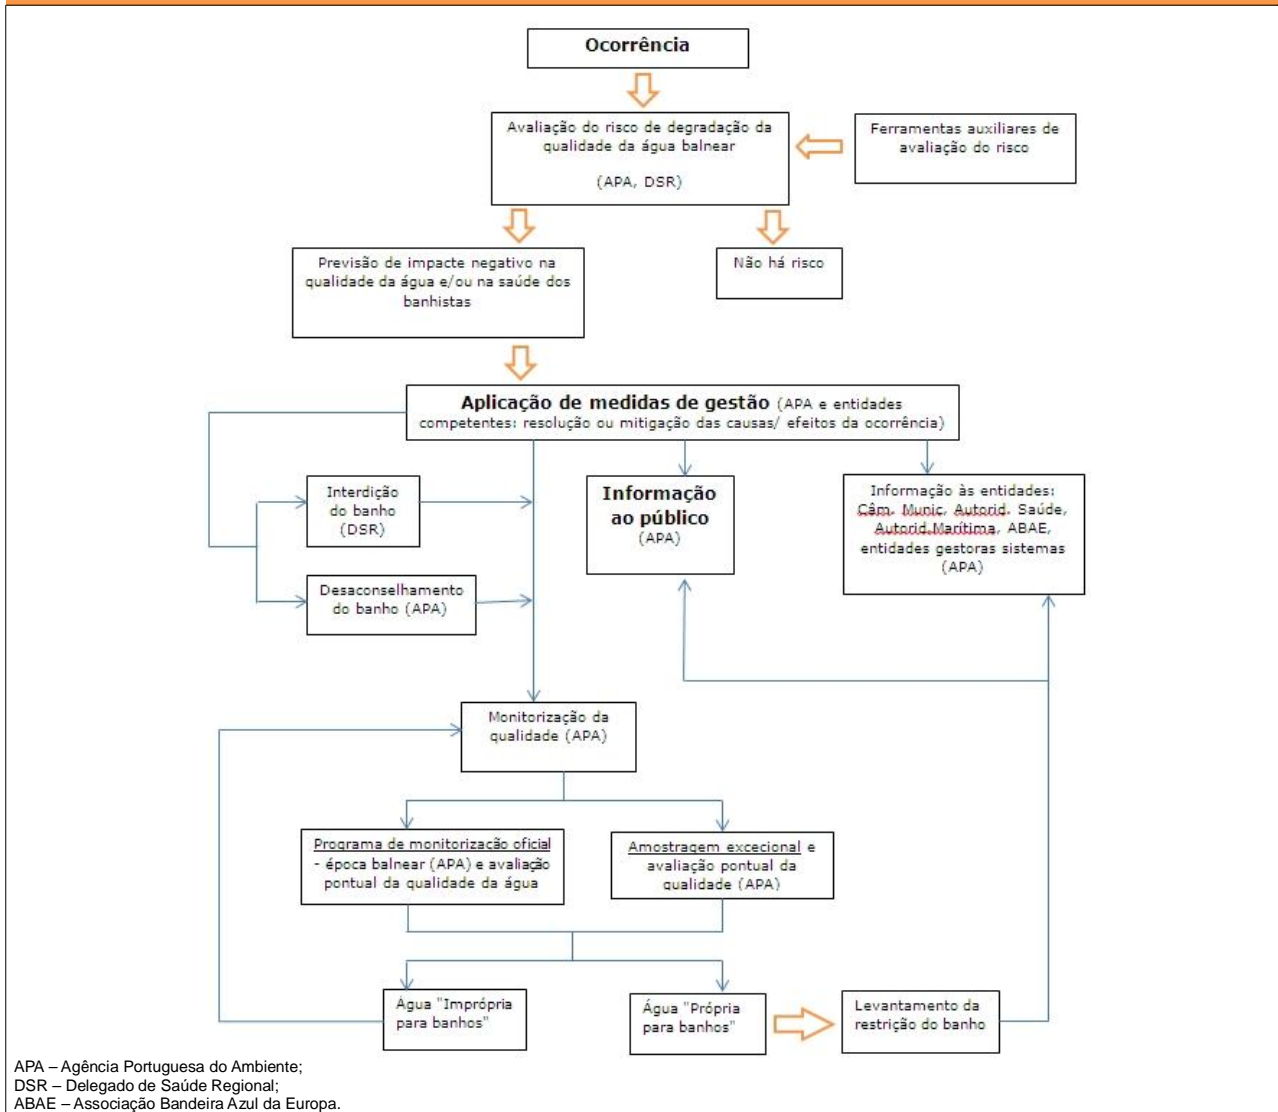 Ocorrência
Avaliação do risco de degradação da
qualidade da água balnear
(APA, DSR)
Ferramentas auxiliares de
avaliação do risco
Previsão de impacte negativo na
qualidade da água e/ou na saúde dos
banhistas
Não há risco
Aplicação de medidas de gestão (APA e entidades
competentes: resolução ou mitigação das causas/ efeitos da ocorrência)
Interdição
do banho
(DSR)
Informação
ao público
(APA)
Informação às entidades:
Câm. Munic, Autorid. Saúde,
Autorid.Marítima, ABAE,
entidades gestoras sistemas
(APA)
Desaconselhamento
do banho (APA)
Monitorização da
qualidade (APA)
Programa de monitorização oficial
- época balnear (APA) e avaliação
pontual da qualidade da água
Amostragem excecional e
avaliação pontual da
qualidade (APA)
Água "Imprópria
para banhos"
Água "Própria
para banhos"
Levantamento da
restrição do banho
APA – Agência Portuguesa do Ambiente;
DSR – Delegado de Saúde Regional;
ABAE – Associação Bandeira Azul da Europa.